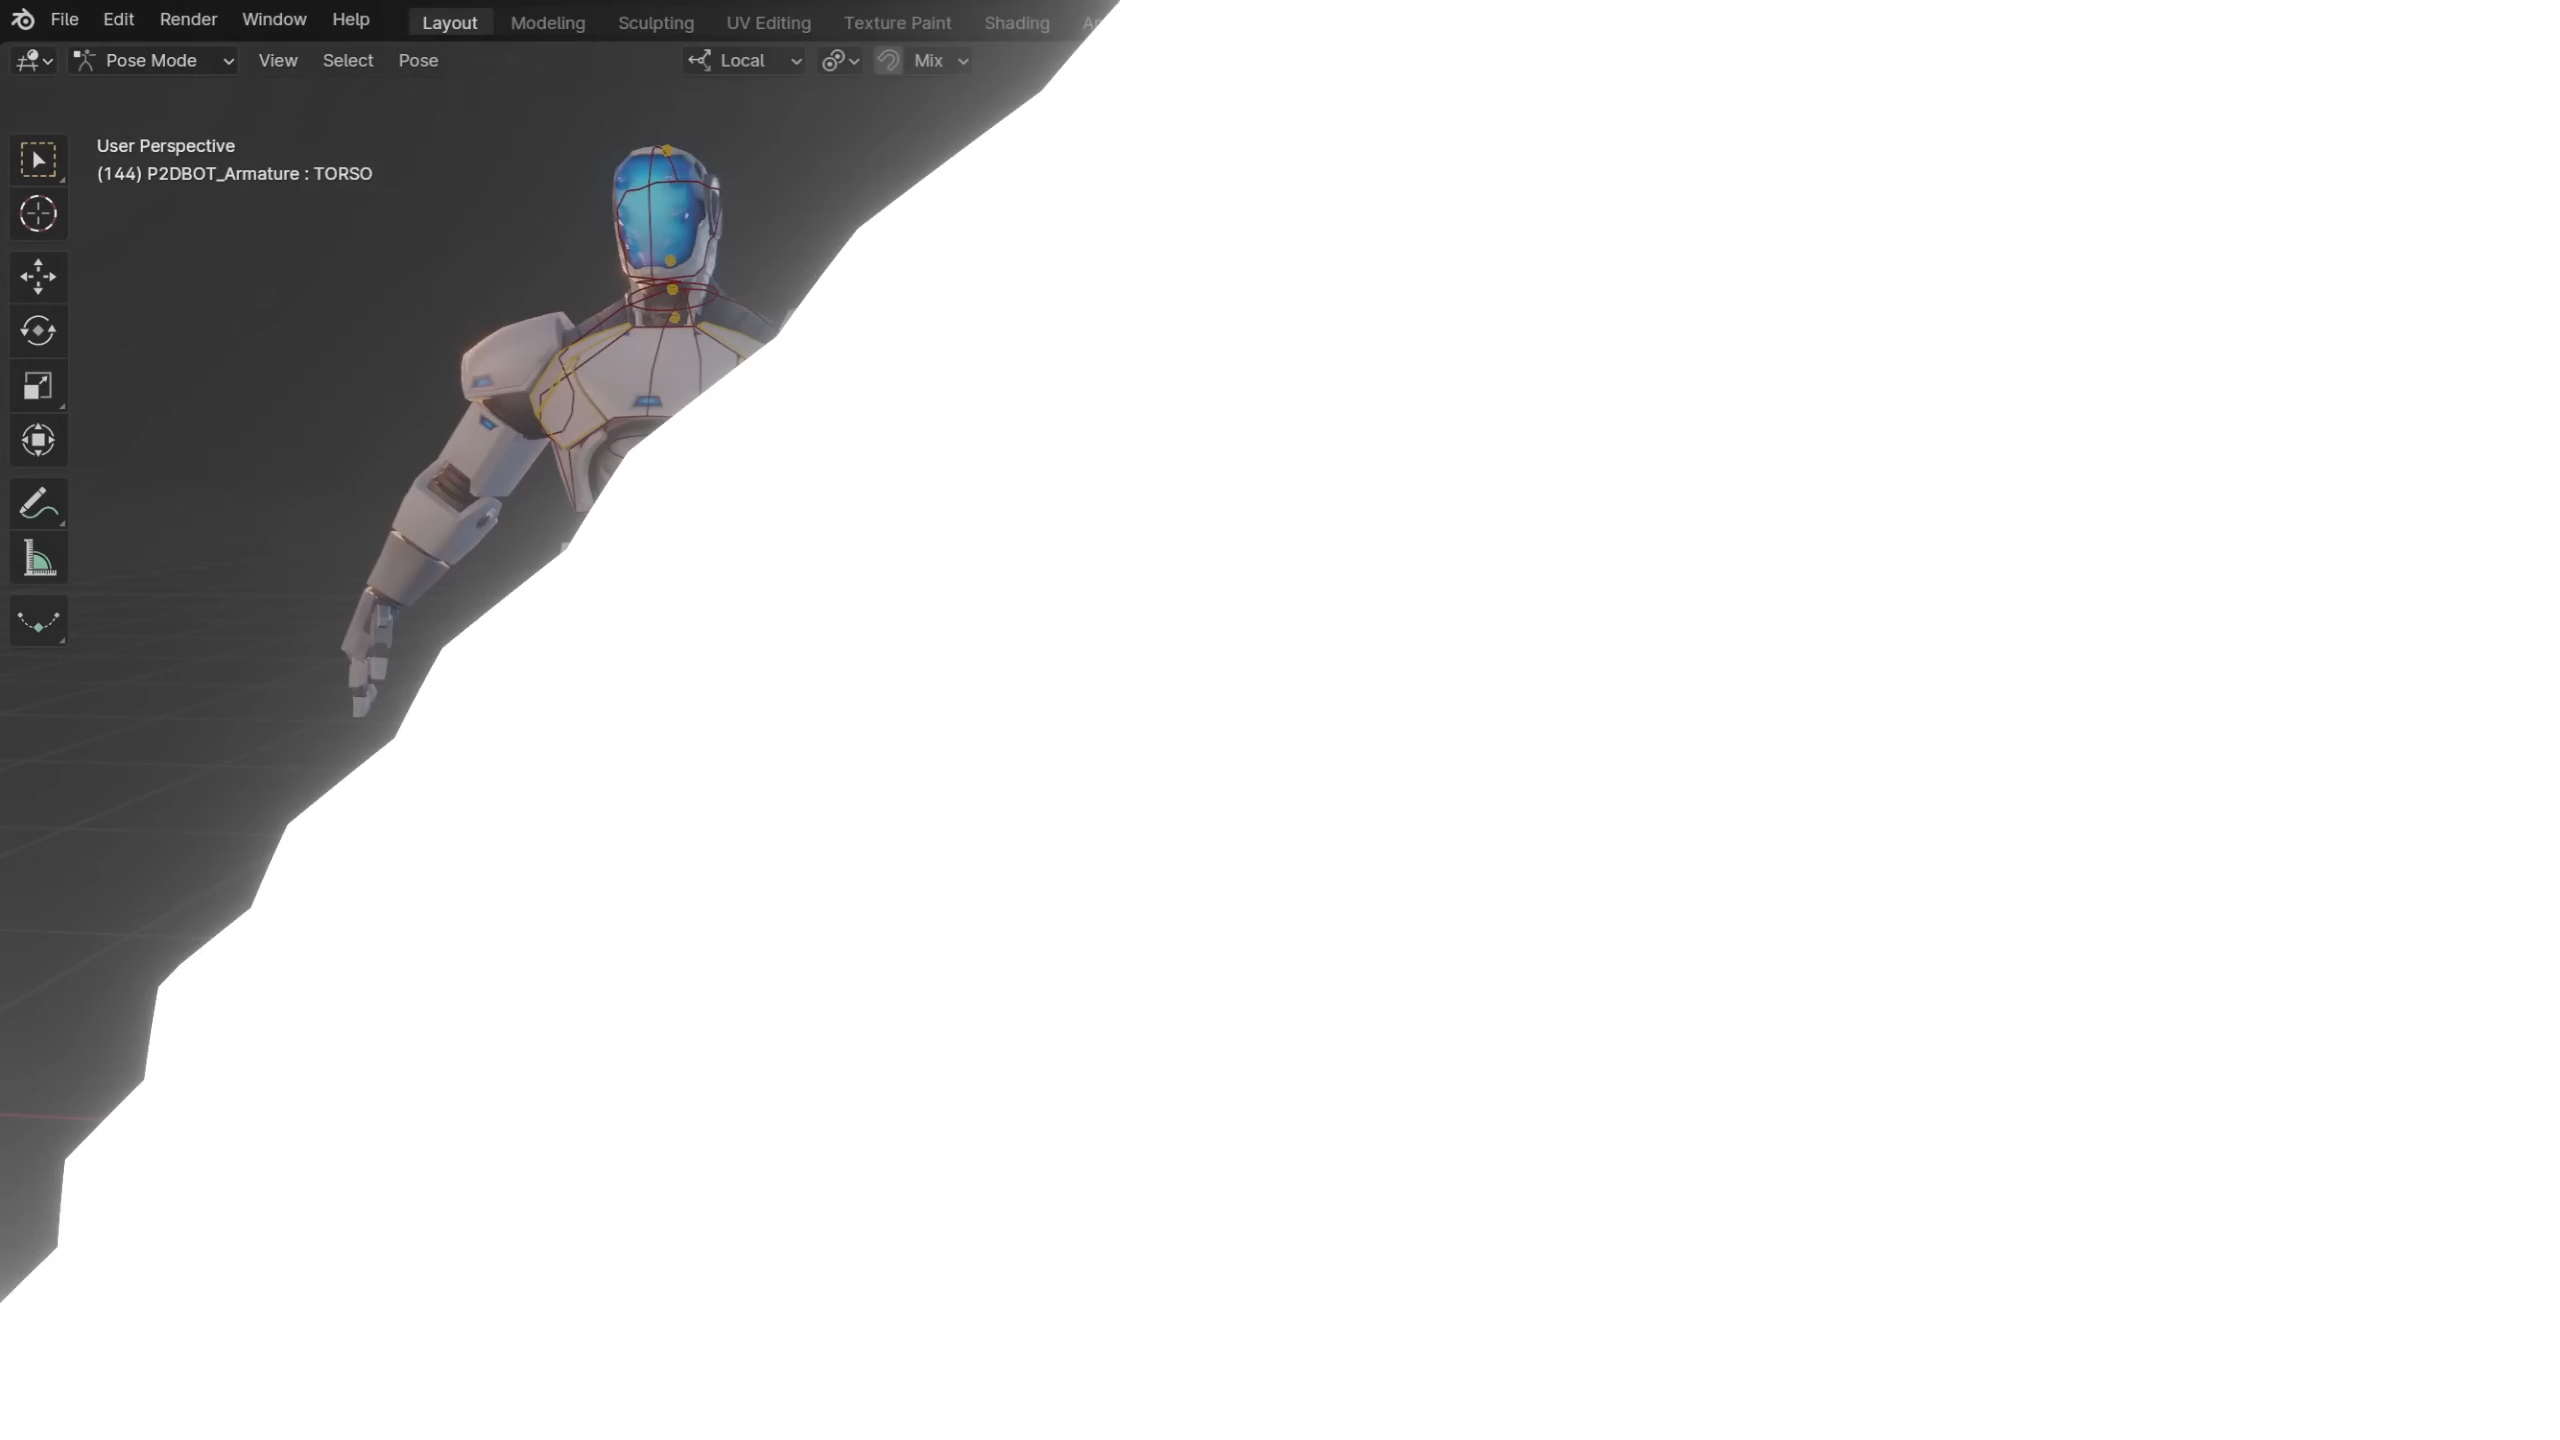 File Edit Render Window Help Layout Modeling Sculpting UV Editing Texture Paint Shading
Pose Mode View Select Pose Local Mix
User Perspective
(144) P2DBOT_Armature : TORSO